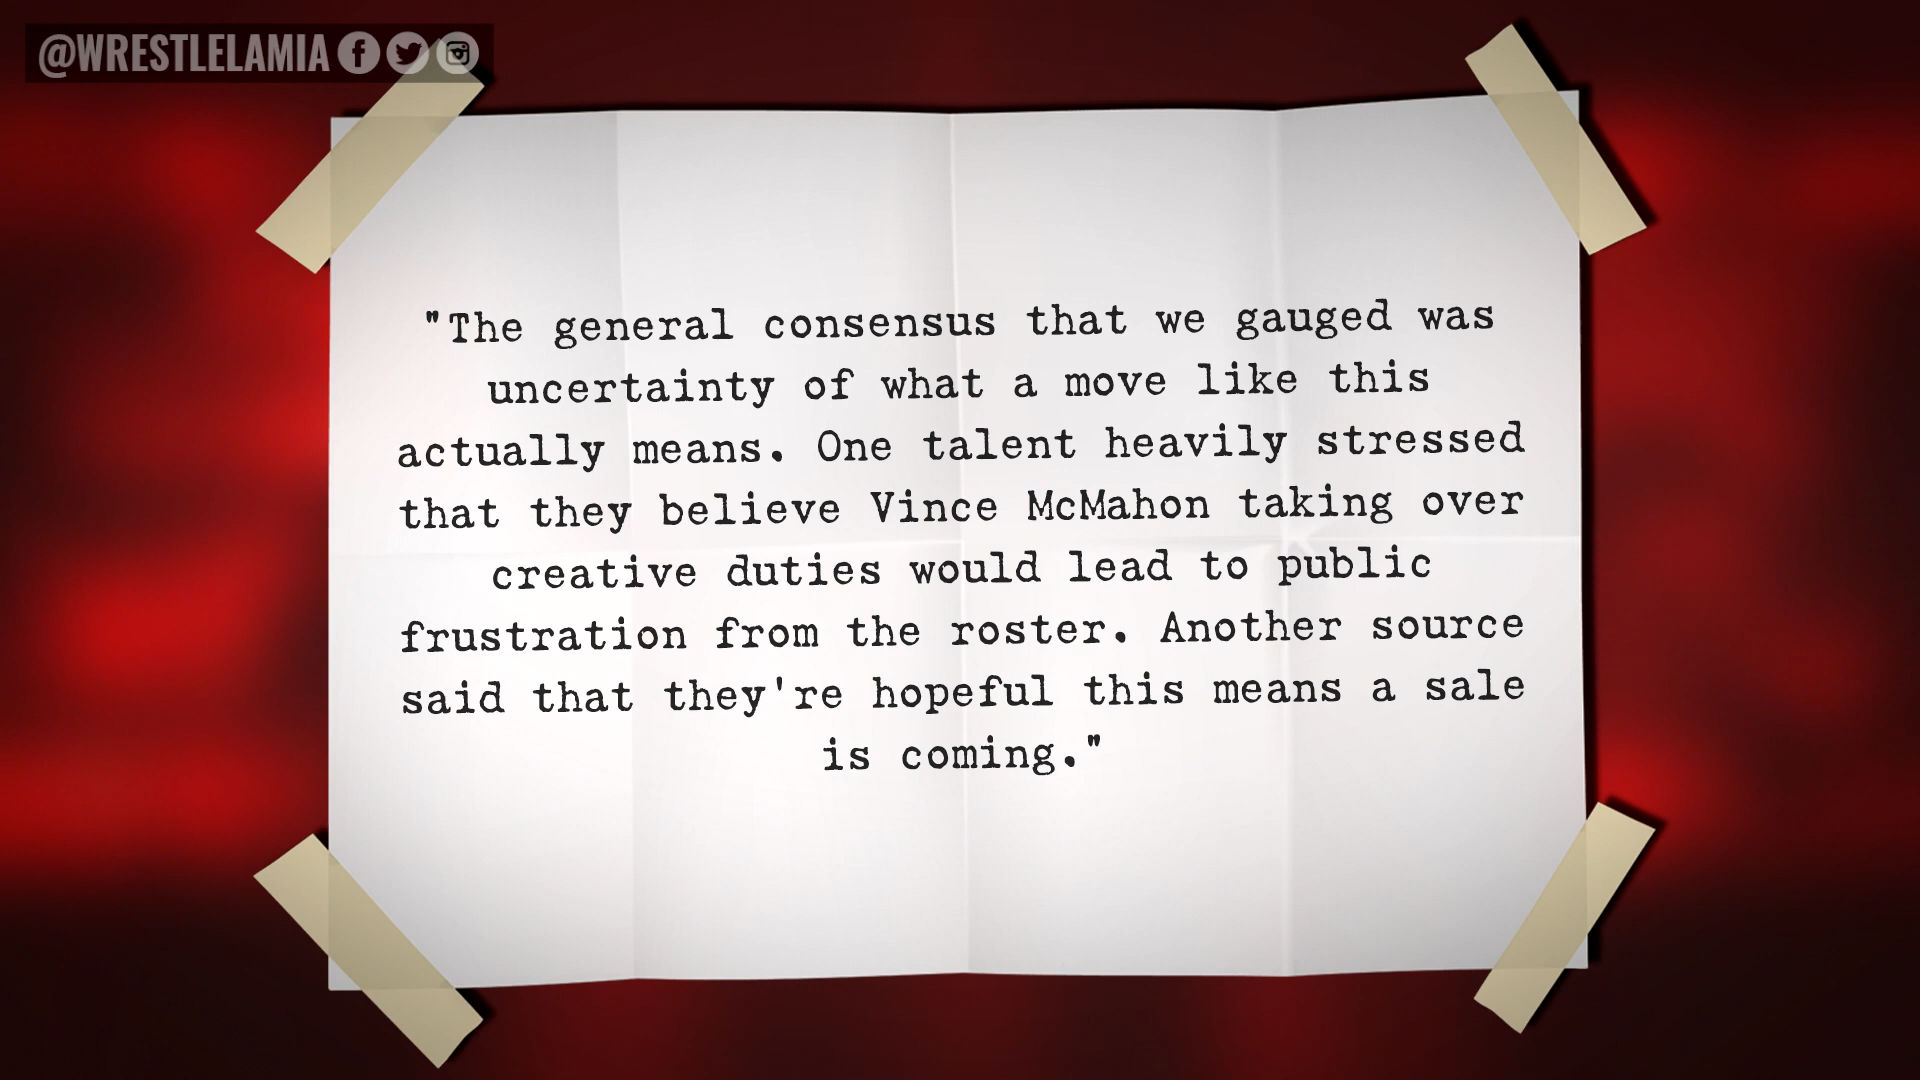 @WRESTLELAMIA
"The general consensus that we gauged was
uncertainty of what a move like this
actually means. One talent heavily stressed
that they believe Vince McMahon taking over
creative duties would lead to public
frustration from the roster. Another source
said that they're hopeful this means a sale
is coming."